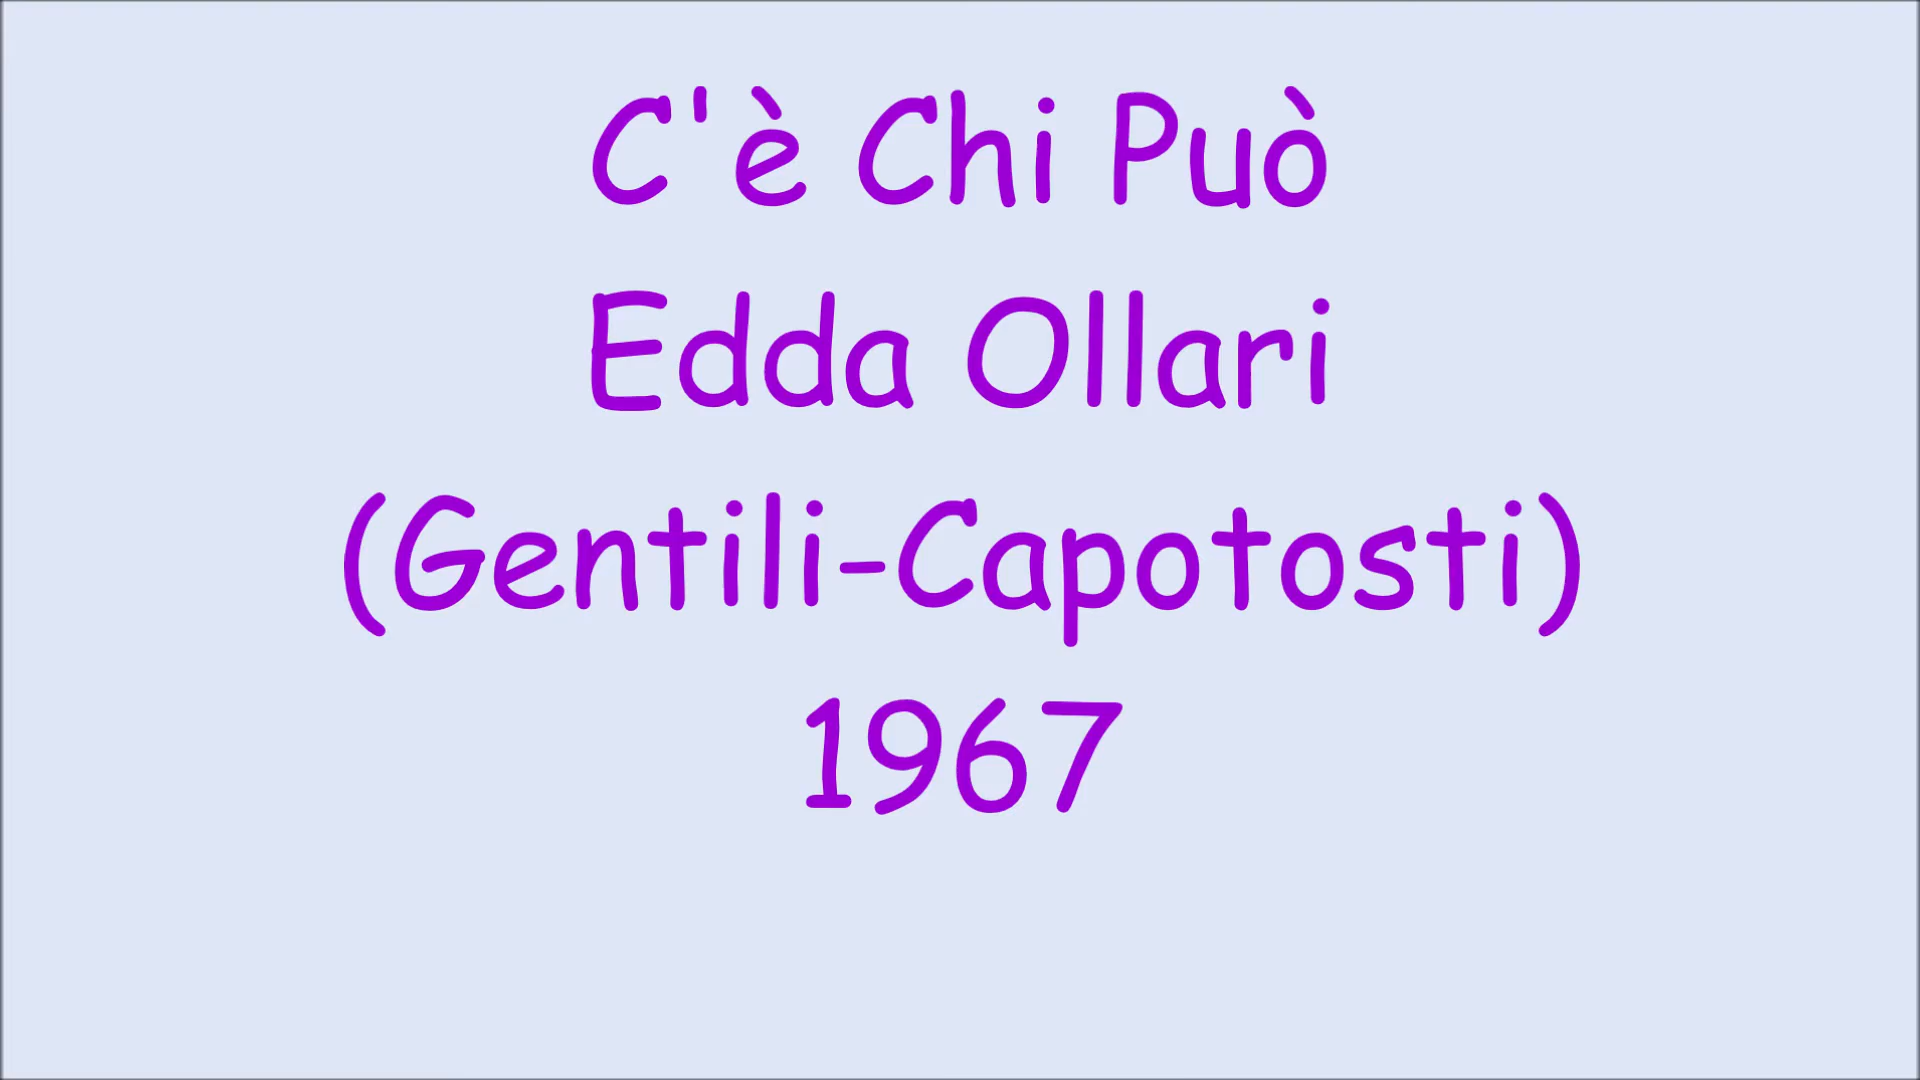 C'è Chi Può
Edda Ollari
(Gentili-Capotosti)
1967